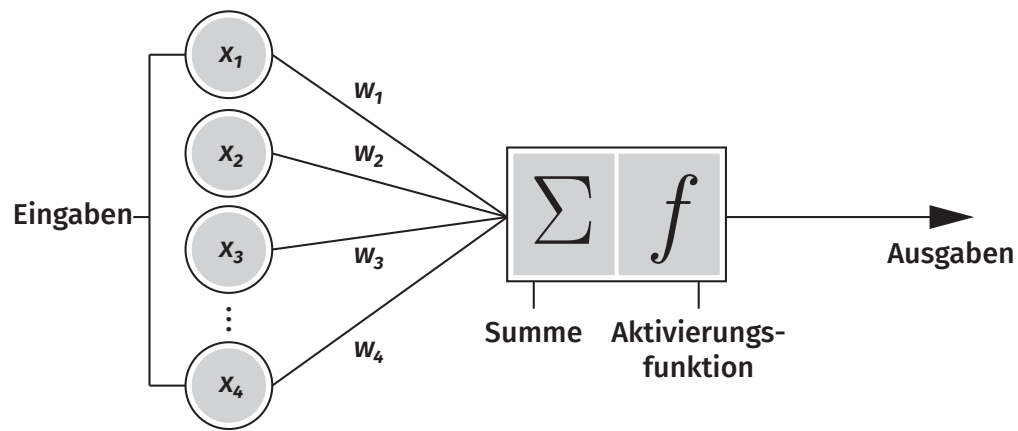 x₁
w₁
x₂
w₂
Eingaben
x₃
w₃
⋮
x₄
w₄
Σ
f
Ausgaben
Summe
Aktivierungs-
funktion